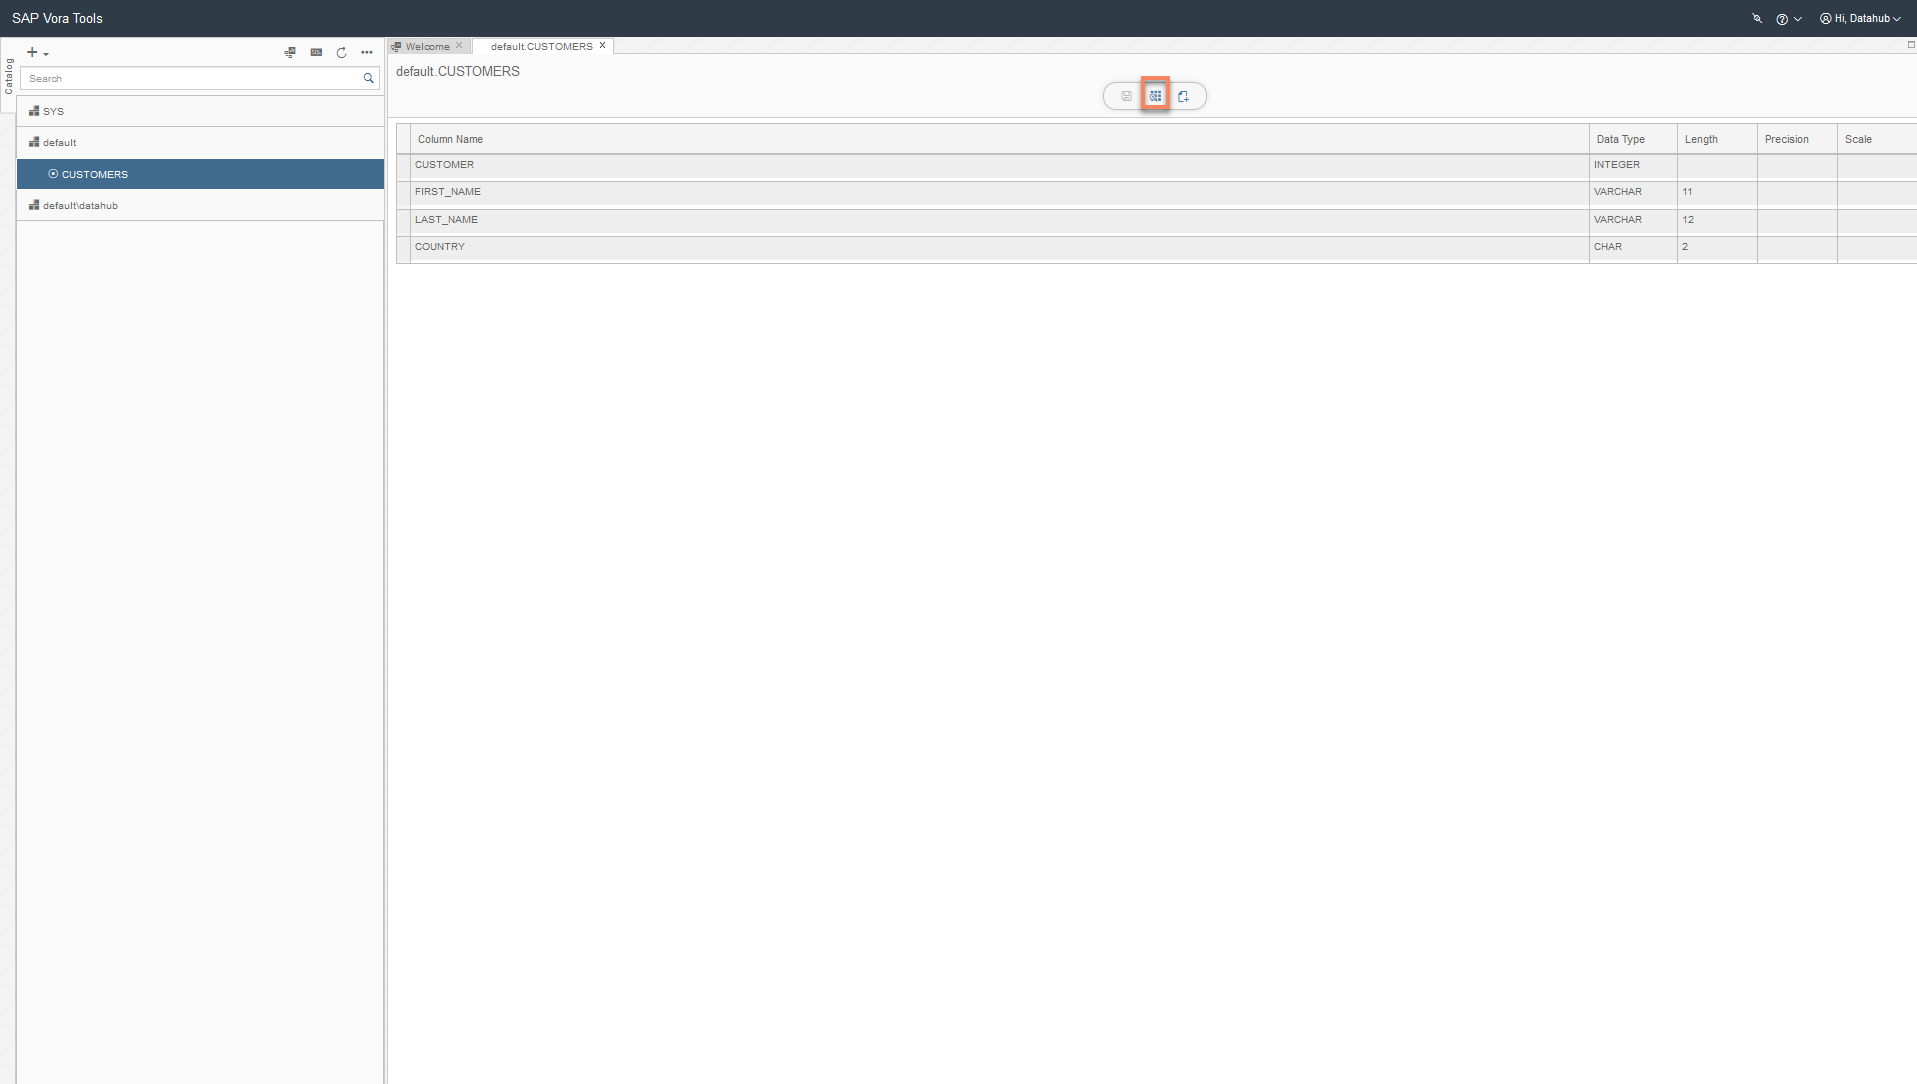 SAP Vora Tools
Hi, Datahub
Catalog
Search
SYS
default
CUSTOMERS
default\datahub
Welcome
default.CUSTOMERS
default.CUSTOMERS
Column Name Data Type Length Precision Scale
CUSTOMER INTEGER
FIRST_NAME VARCHAR 11
LAST_NAME VARCHAR 12
COUNTRY CHAR 2